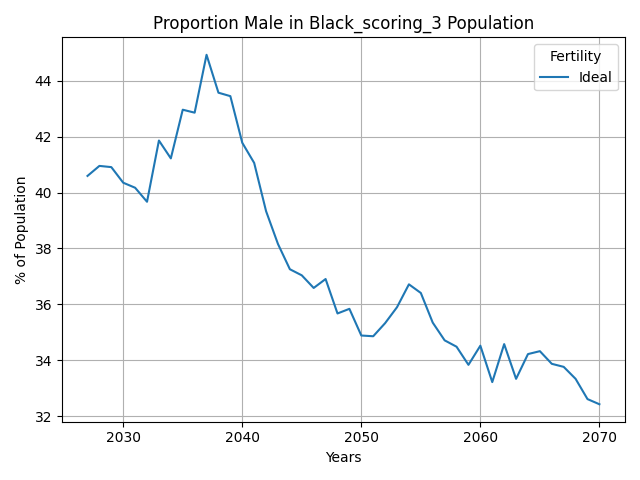 Proportion Male in Black_scoring_3 Population
Fertility
Ideal
% of Population
44
42
40
38
36
34
32
2030 2040 2050 2060 2070
Years